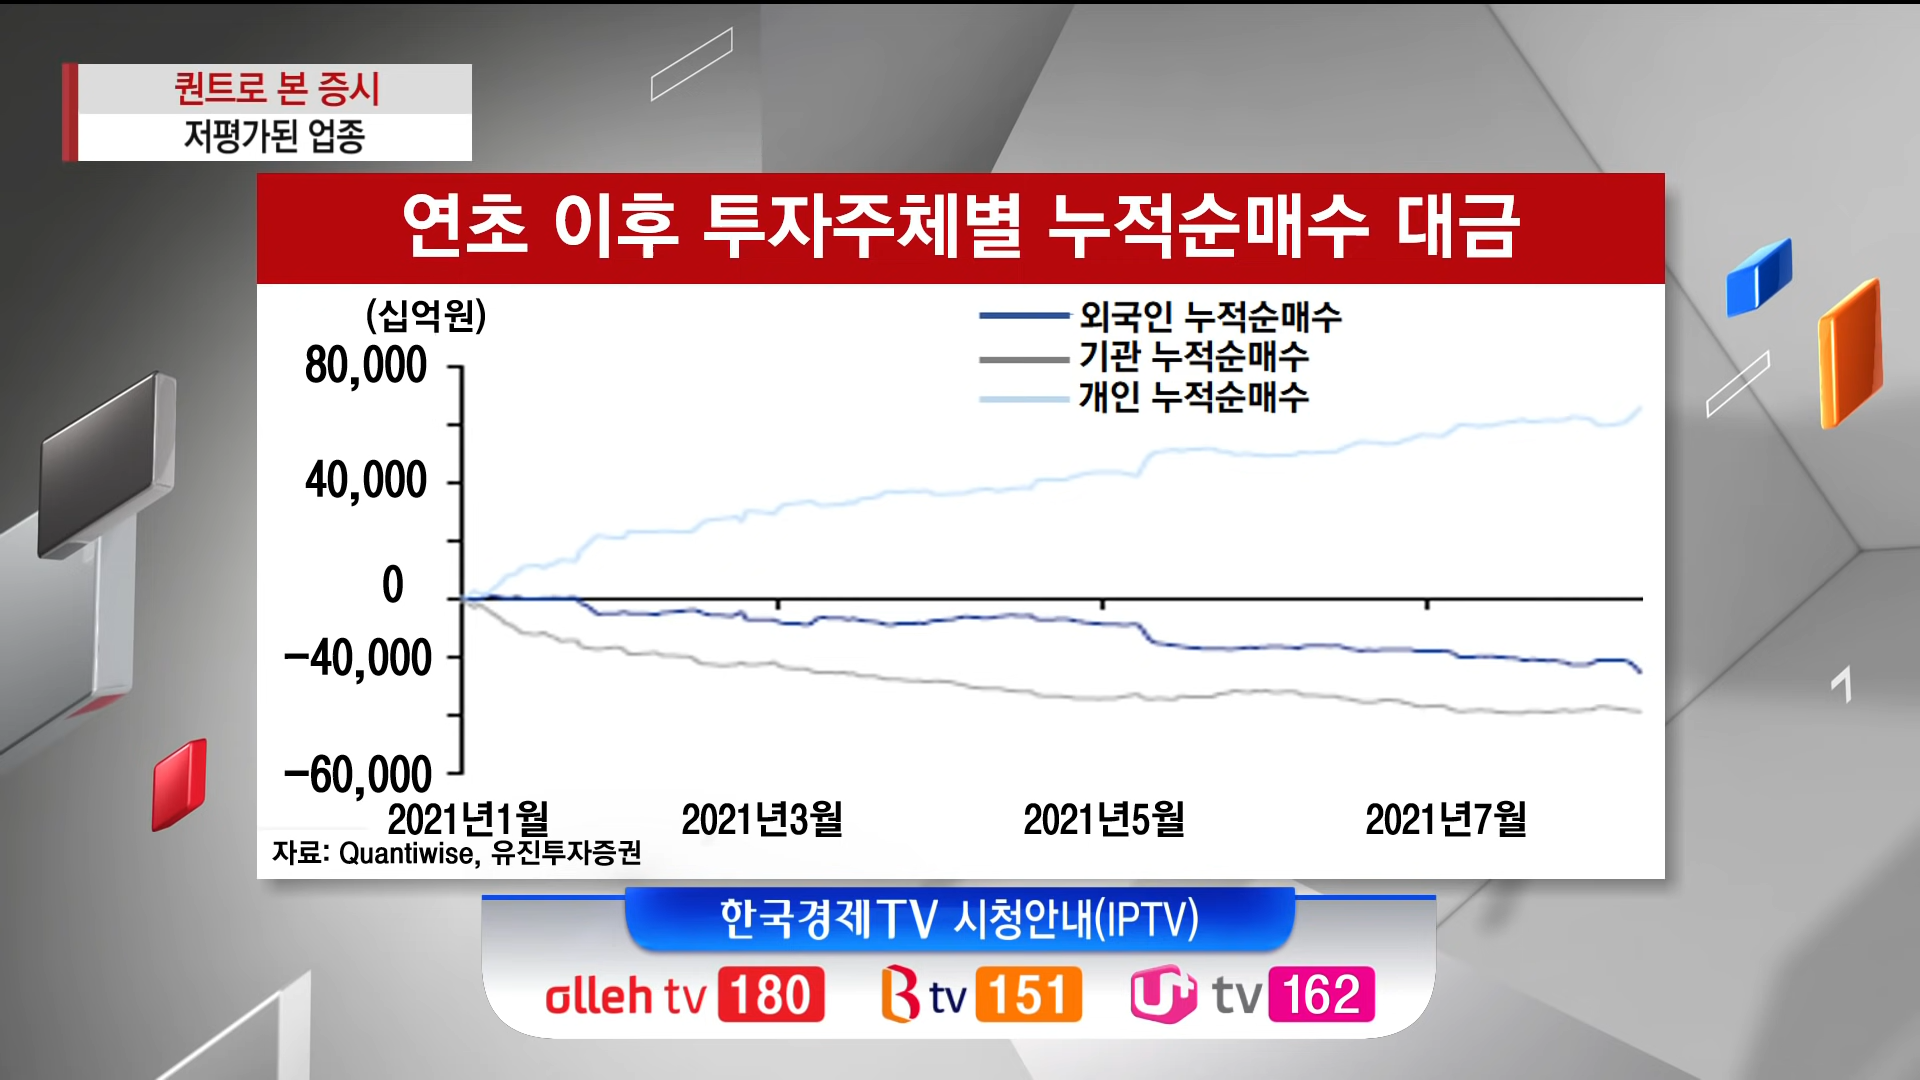 퀀트로 본 증시
저평가된 업종
연초 이후 투자주체별 누적순매수 대금
(십억원)
외국인 누적순매수
기관 누적순매수
개인 누적순매수
80,000
40,000
0
-40,000
-60,000
2021년1월 2021년3월 2021년5월 2021년7월
자료: Quantiwise, 유진투자증권
한국경제TV 시청안내(IPTV)
olleh tv 180 B tv 151 U+ tv 162